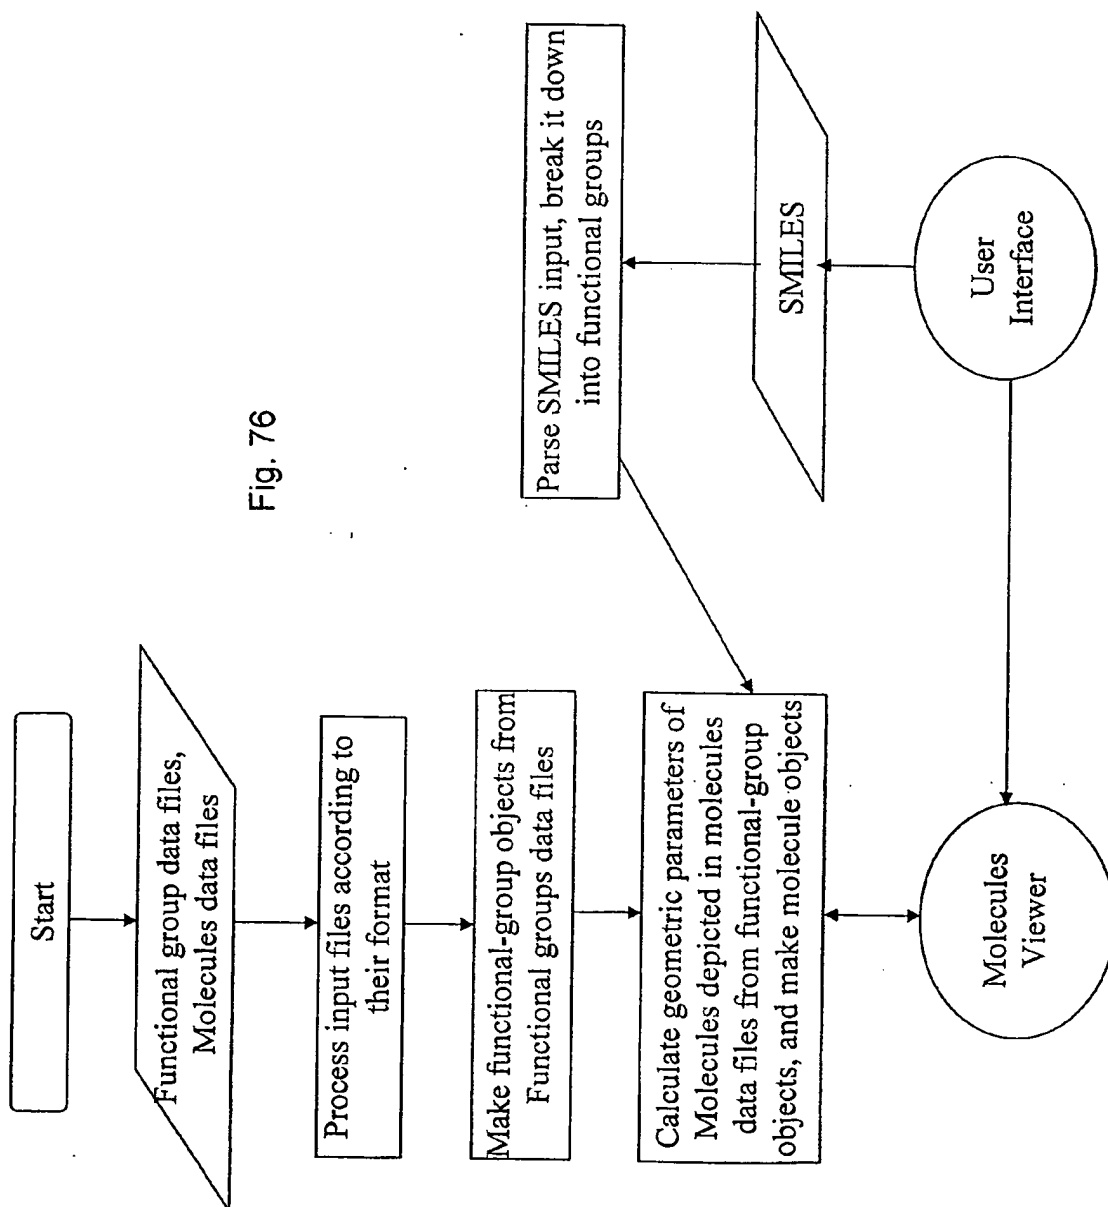 Fig. 76
Start
Functional group data files,
Molecules data files
Process input files according to
their format
Make functional-group objects from
Functional groups data files
Calculate geometric parameters of
Molecules depicted in molecules
data files from functional-group
objects, and make molecule objects
Molecules
Viewer
Parse SMILES input, break it down
into functional groups
SMILES
User
Interface